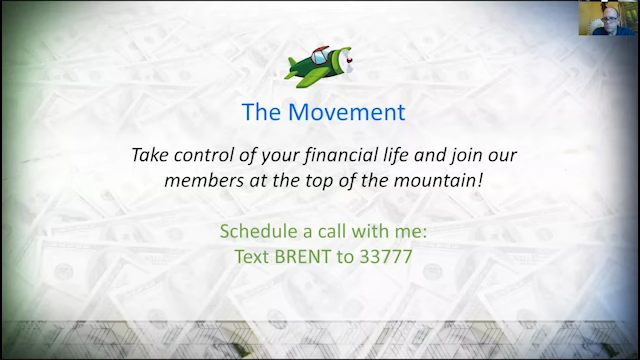 The Movement
Take control of your financial life and join our
members at the top of the mountain!
Schedule a call with me:
Text BRENT to 33777